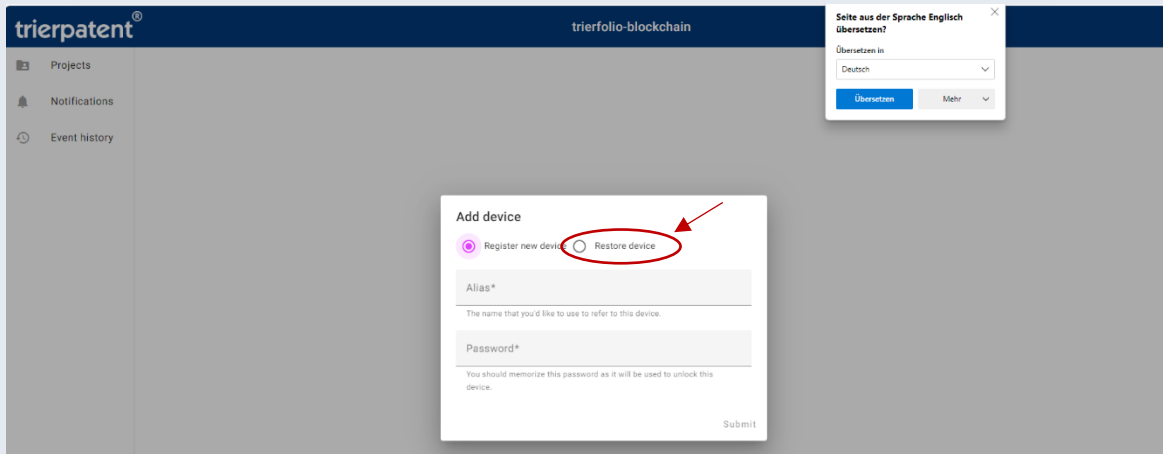 trierpatent®
trierfolio-blockchain
Seite aus der Sprache Englisch
übersetzen?
Übersetzen in
Deutsch
Übersetzen
Mehr
Projects
Notifications
Event history
Add device
Register new device
Restore device
Alias*
The name that you'd like to use to refer to this device.
Password*
You should memorize this password as it will be used to unlock this
device.
Submit